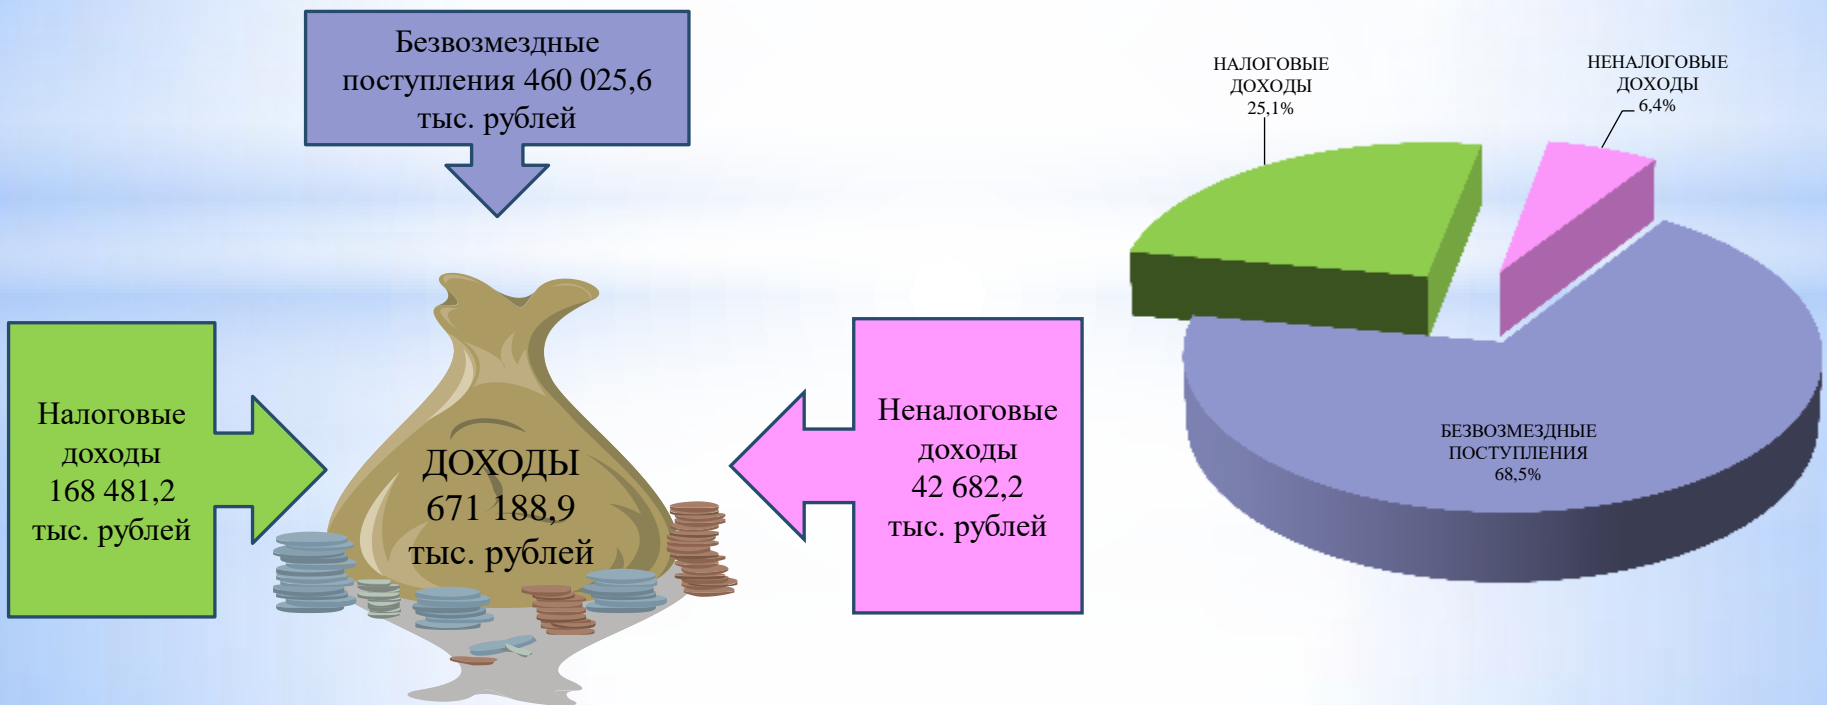 Безвозмездные
поступления 460 025,6
тыс. рублей
Налоговые
доходы
168 481,2
тыс. рублей
ДОХОДЫ
671 188,9
тыс. рублей
Неналоговые
доходы
42 682,2
тыс. рублей
НАЛОГОВЫЕ
ДОХОДЫ
25,1%
НЕНАЛОГОВЫЕ
ДОХОДЫ
6,4%
БЕЗВОЗМЕЗДНЫЕ
ПОСТУПЛЕНИЯ
68,5%